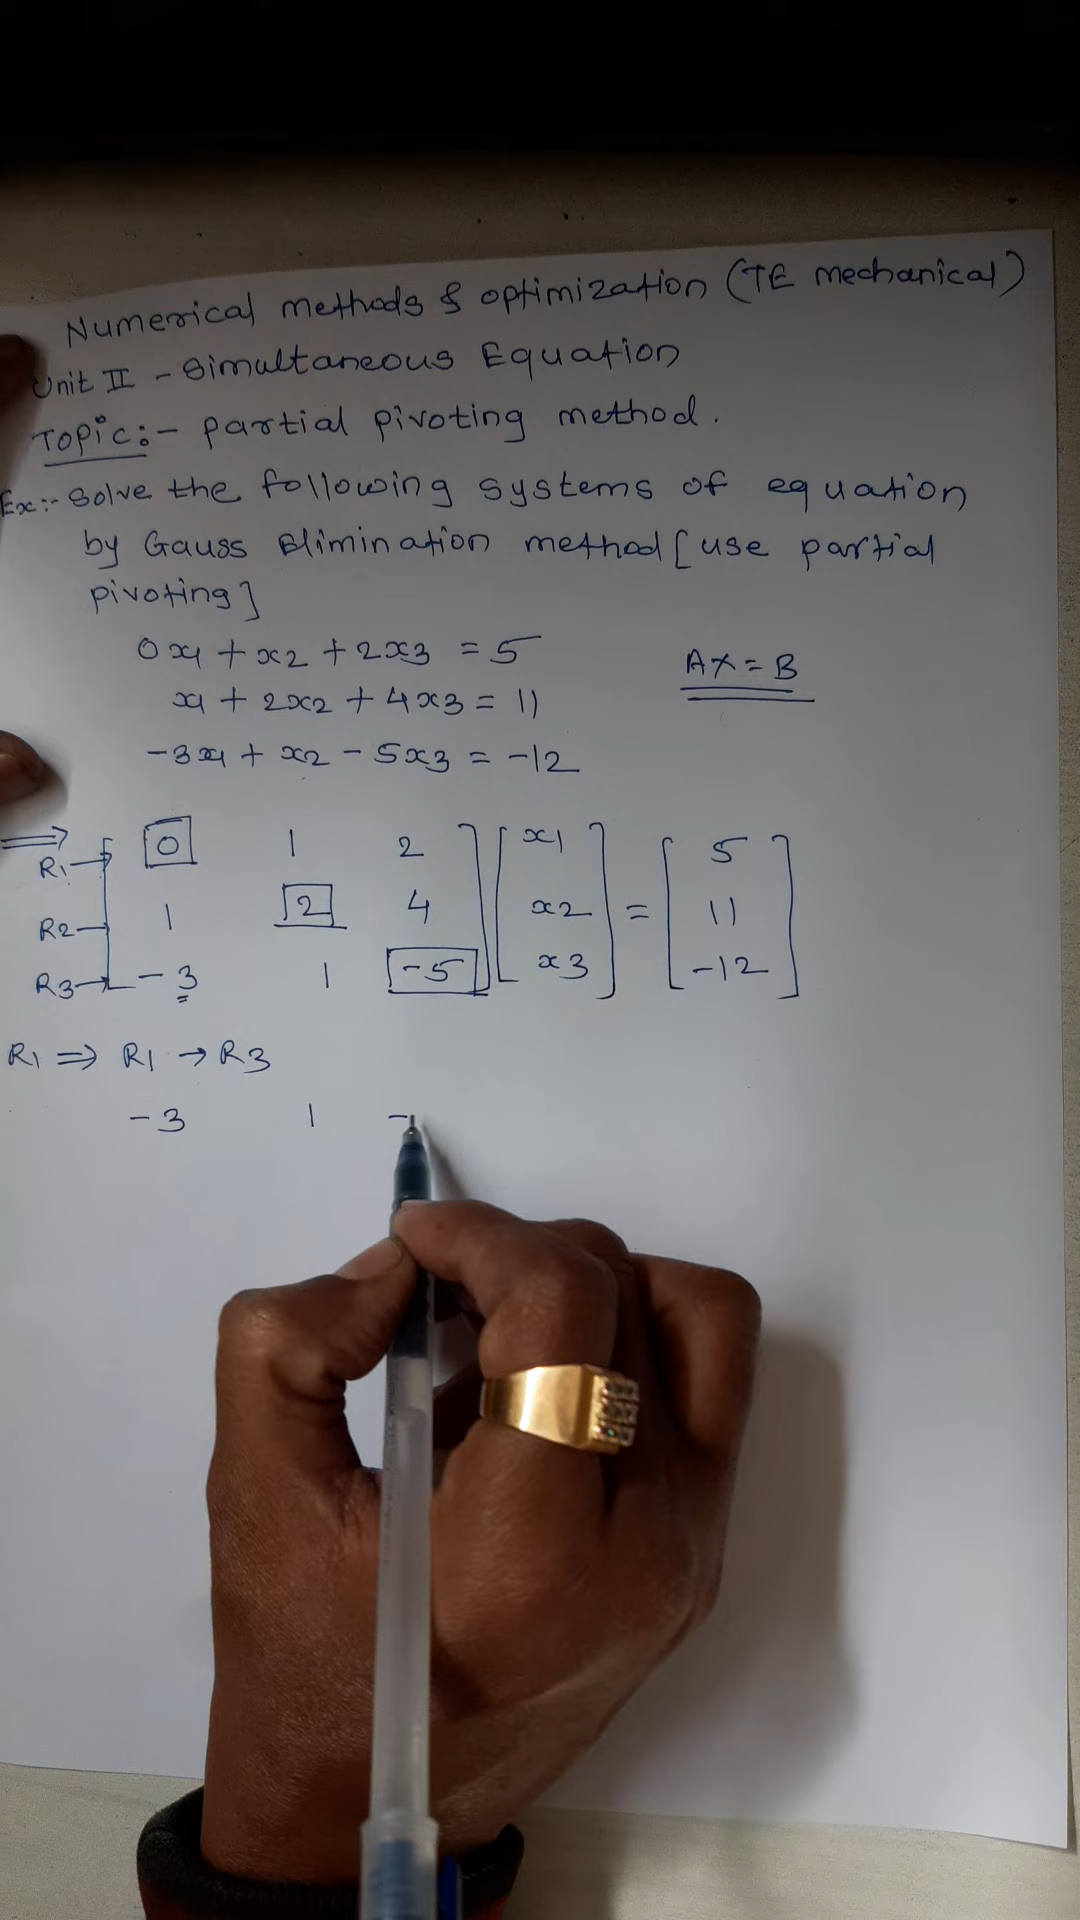 Numerical methods & optimization (TE mechanical)
Unit II - Simultaneous Equation
Topic:- partial pivoting method.
Ex:- Solve the following systems of equation
by Gauss Elimination method [use partial
pivoting]
0x1 + x2 + 2x3 = 5
AX = B
x1 + 2x2 + 4x3 = 11
-3x1 + x2 - 5x3 = -12
⇒ R1→ [ 0 1 2 ] [ x1 ] = [ 5 ]
R2→ [ 1 2 4 ] [ x2 ] = [ 11 ]
R3→ [ -3 1 -5 ] [ x3 ] = [ -12 ]
R1 ⇒ R1 → R3
-3 1 -